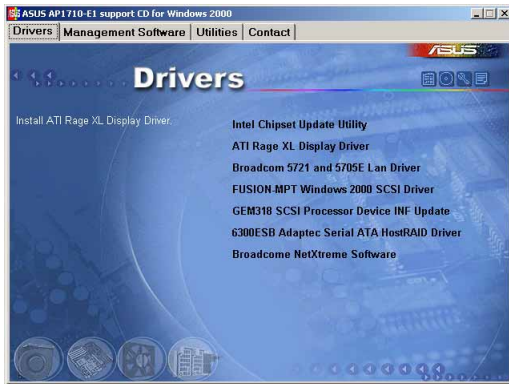 ASUS AP1710-E1 support CD for Windows 2000
Drivers Management Software Utilities Contact
ASUS
Drivers
Install ATI Rage XL Display Driver.
Intel Chipset Update Utility
ATI Rage XL Display Driver
Broadcom 5721 and 5705E Lan Driver
FUSION-MPT Windows 2000 SCSI Driver
GEM318 SCSI Processor Device INF Update
6300ESB Adaptec Serial ATA HostRAID Driver
Broadcome NetXtreme Software